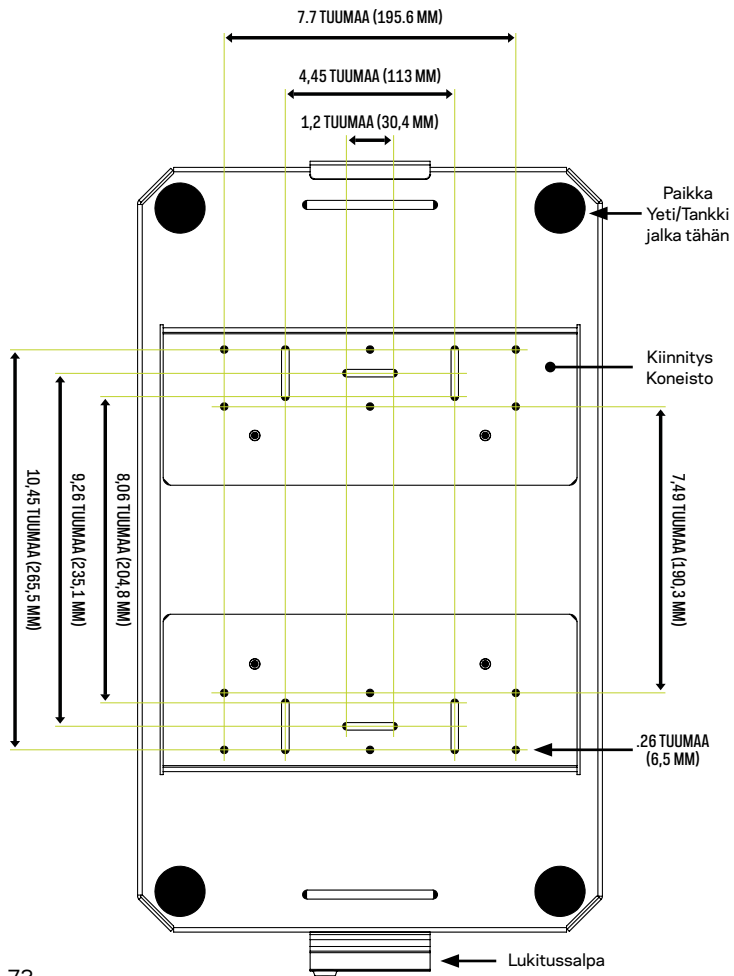 7.7 TUUMAA (195.6 MM)
4,45 TUUMAA (113 MM)
1,2 TUUMAA (30,4 MM)
Paikka
Yeti/Tankki
jalka tähän
Kiinnitys
Koneisto
10,45 TUUMAA (265,5 MM)
9,26 TUUMAA (235,1 MM)
8,06 TUUMAA (204,8 MM)
7,49 TUUMAA (190,3 MM)
.26 TUUMAA
(6,5 MM)
Lukitussalpa